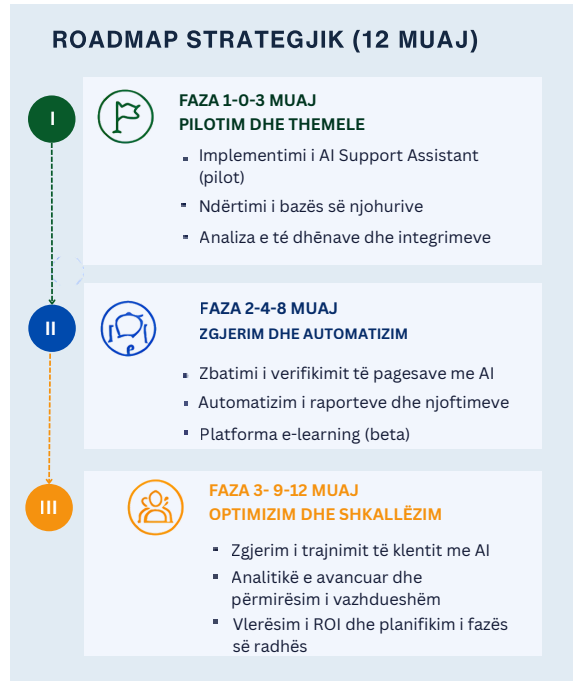 ROADMAP STRATEGJIK (12 MUAJ)
I
FAZA 1-0-3 MUAJ
PILOTIM DHE THEMELE
▪ Implementimi i AI Support Assistant
(pilot)
▪ Ndërtimi i bazës së njohurive
▪ Analiza e té dhēnave dhe integrimeve
II
FAZA 2-4-8 MUAJ
ZGJERIM DHE AUTOMATIZIM
▪ Zbatimi i verifikimit të pagesave me AI
▪ Automatizim i raporteve dhe njoftimeve
▪ Platforma e-learning (beta)
III
FAZA 3- 9-12 MUAJ
OPTIMIZIM DHE SHKALLËZIM
▪ Zgjerim i trajnimit të klentit me AI
▪ Analitikë e avancuar dhe
përmirësim i vazhdueshëm
▪ Vlerësim i ROI dhe planifikim i fazës
së radhës